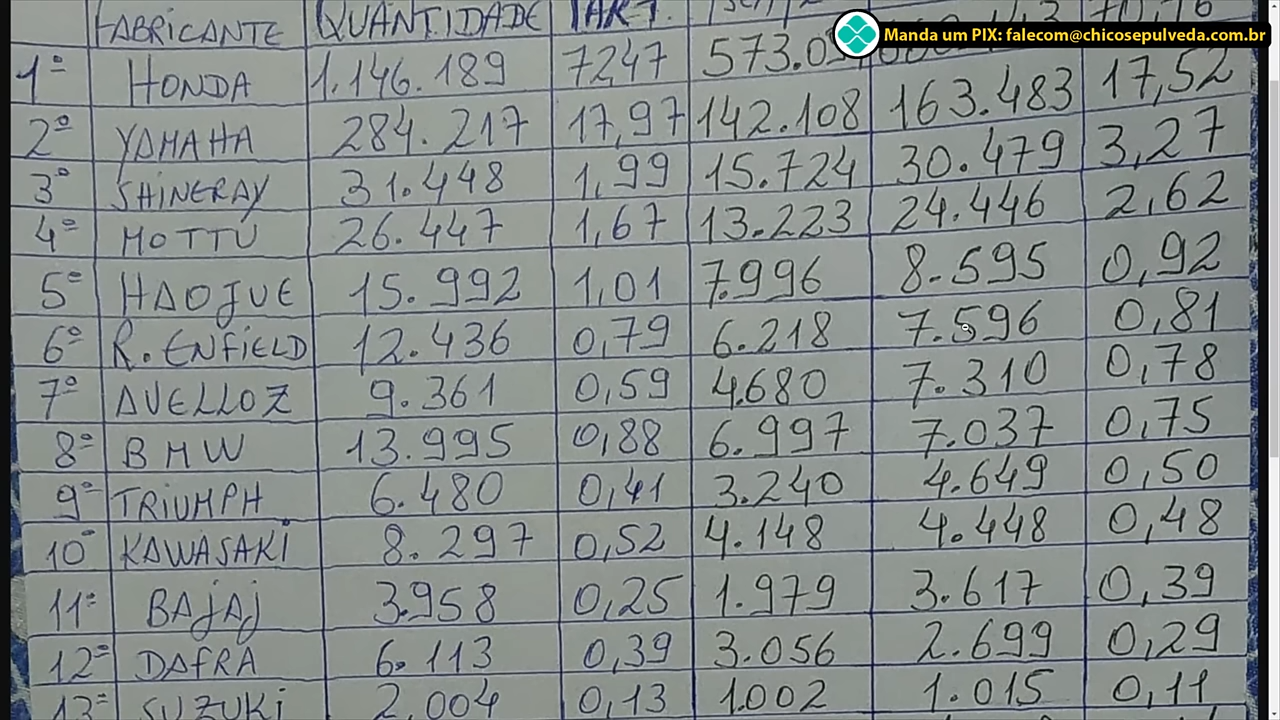 Manda um PIX: falecom@chicosepulveda.com.br
FABRICANTE QUANTIDADE PART.
1º HONDA 1.146.189 72,47 573.0
2º YAMAHA 284.217 17,97 142.108 163.483 17,52
3º SHINERAY 31.448 1,99 15.724 30.479 3,27
4º MOTTU 26.447 1,67 13.223 24.446 2,62
5º HAOJUE 15.992 1,01 7.996 8.595 0,92
6º R. ENFIELD 12.436 0,79 6.218 7.596 0,81
7º AVELLOZ 9.361 0,59 4.680 7.310 0,78
8º BMW 13.995 0,88 6.997 7.037 0,75
9º TRIUMPH 6.480 0,41 3.240 4.649 0,50
10º KAWASAKi 8.297 0,52 4.148 4.448 0,48
11º BAjAj 3.958 0,25 1.979 3.617 0,39
12º DAFRA 6.113 0,39 3.056 2.699 0,29
13º SUZUKi 2.004 0,13 1.002 1.015 0,11